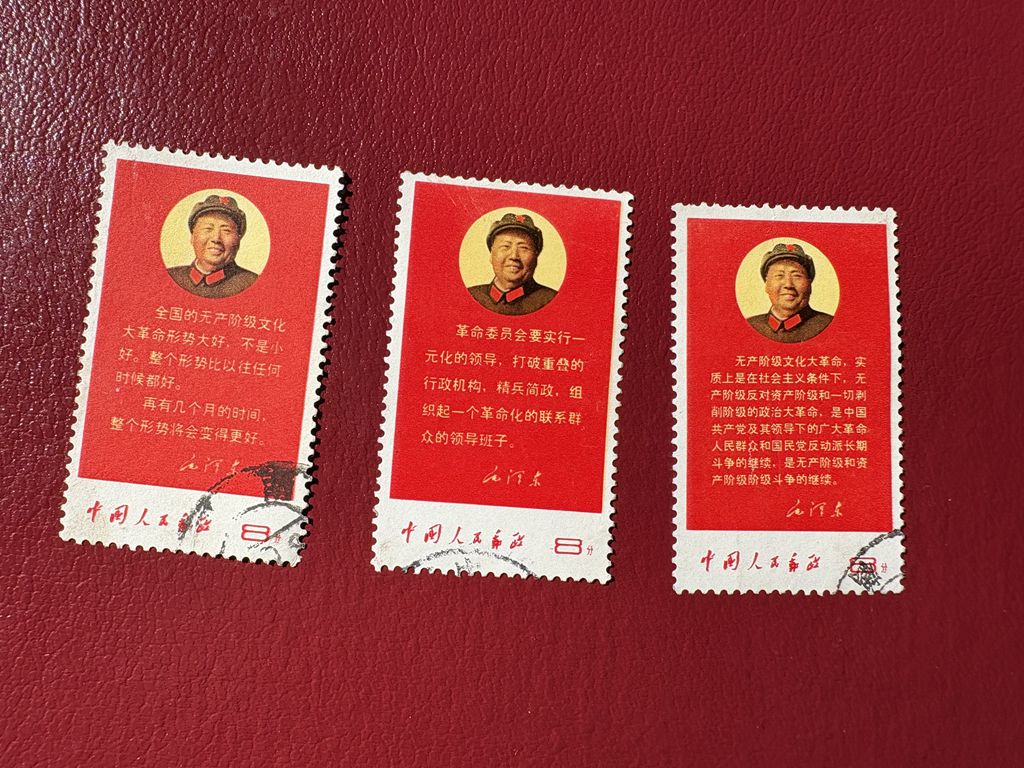 全国的无产阶级文化
大革命形势大好，不是小
好。整个形势比以往任何
时候都好。
再有几个月的时间，
整个形势将会变得更好。
毛泽东
中国人民邮政 8分
革命委员会要实行一
元化的领导，打破重叠的
行政机构，精兵简政，组
织起一个革命化的联系群
众的领导班子。
毛泽东
中国人民邮政 8分
无产阶级文化大革命，实
质上是在社会主义条件下，无
产阶级反对资产阶级和一切剥
削阶级的政治大革命，是中国
共产党及其领导下的广大革命
人民群众和国民党反动派长期
斗争的继续，是无产阶级和资
产阶级阶级斗争的继续。
毛泽东
中国人民邮政 8分